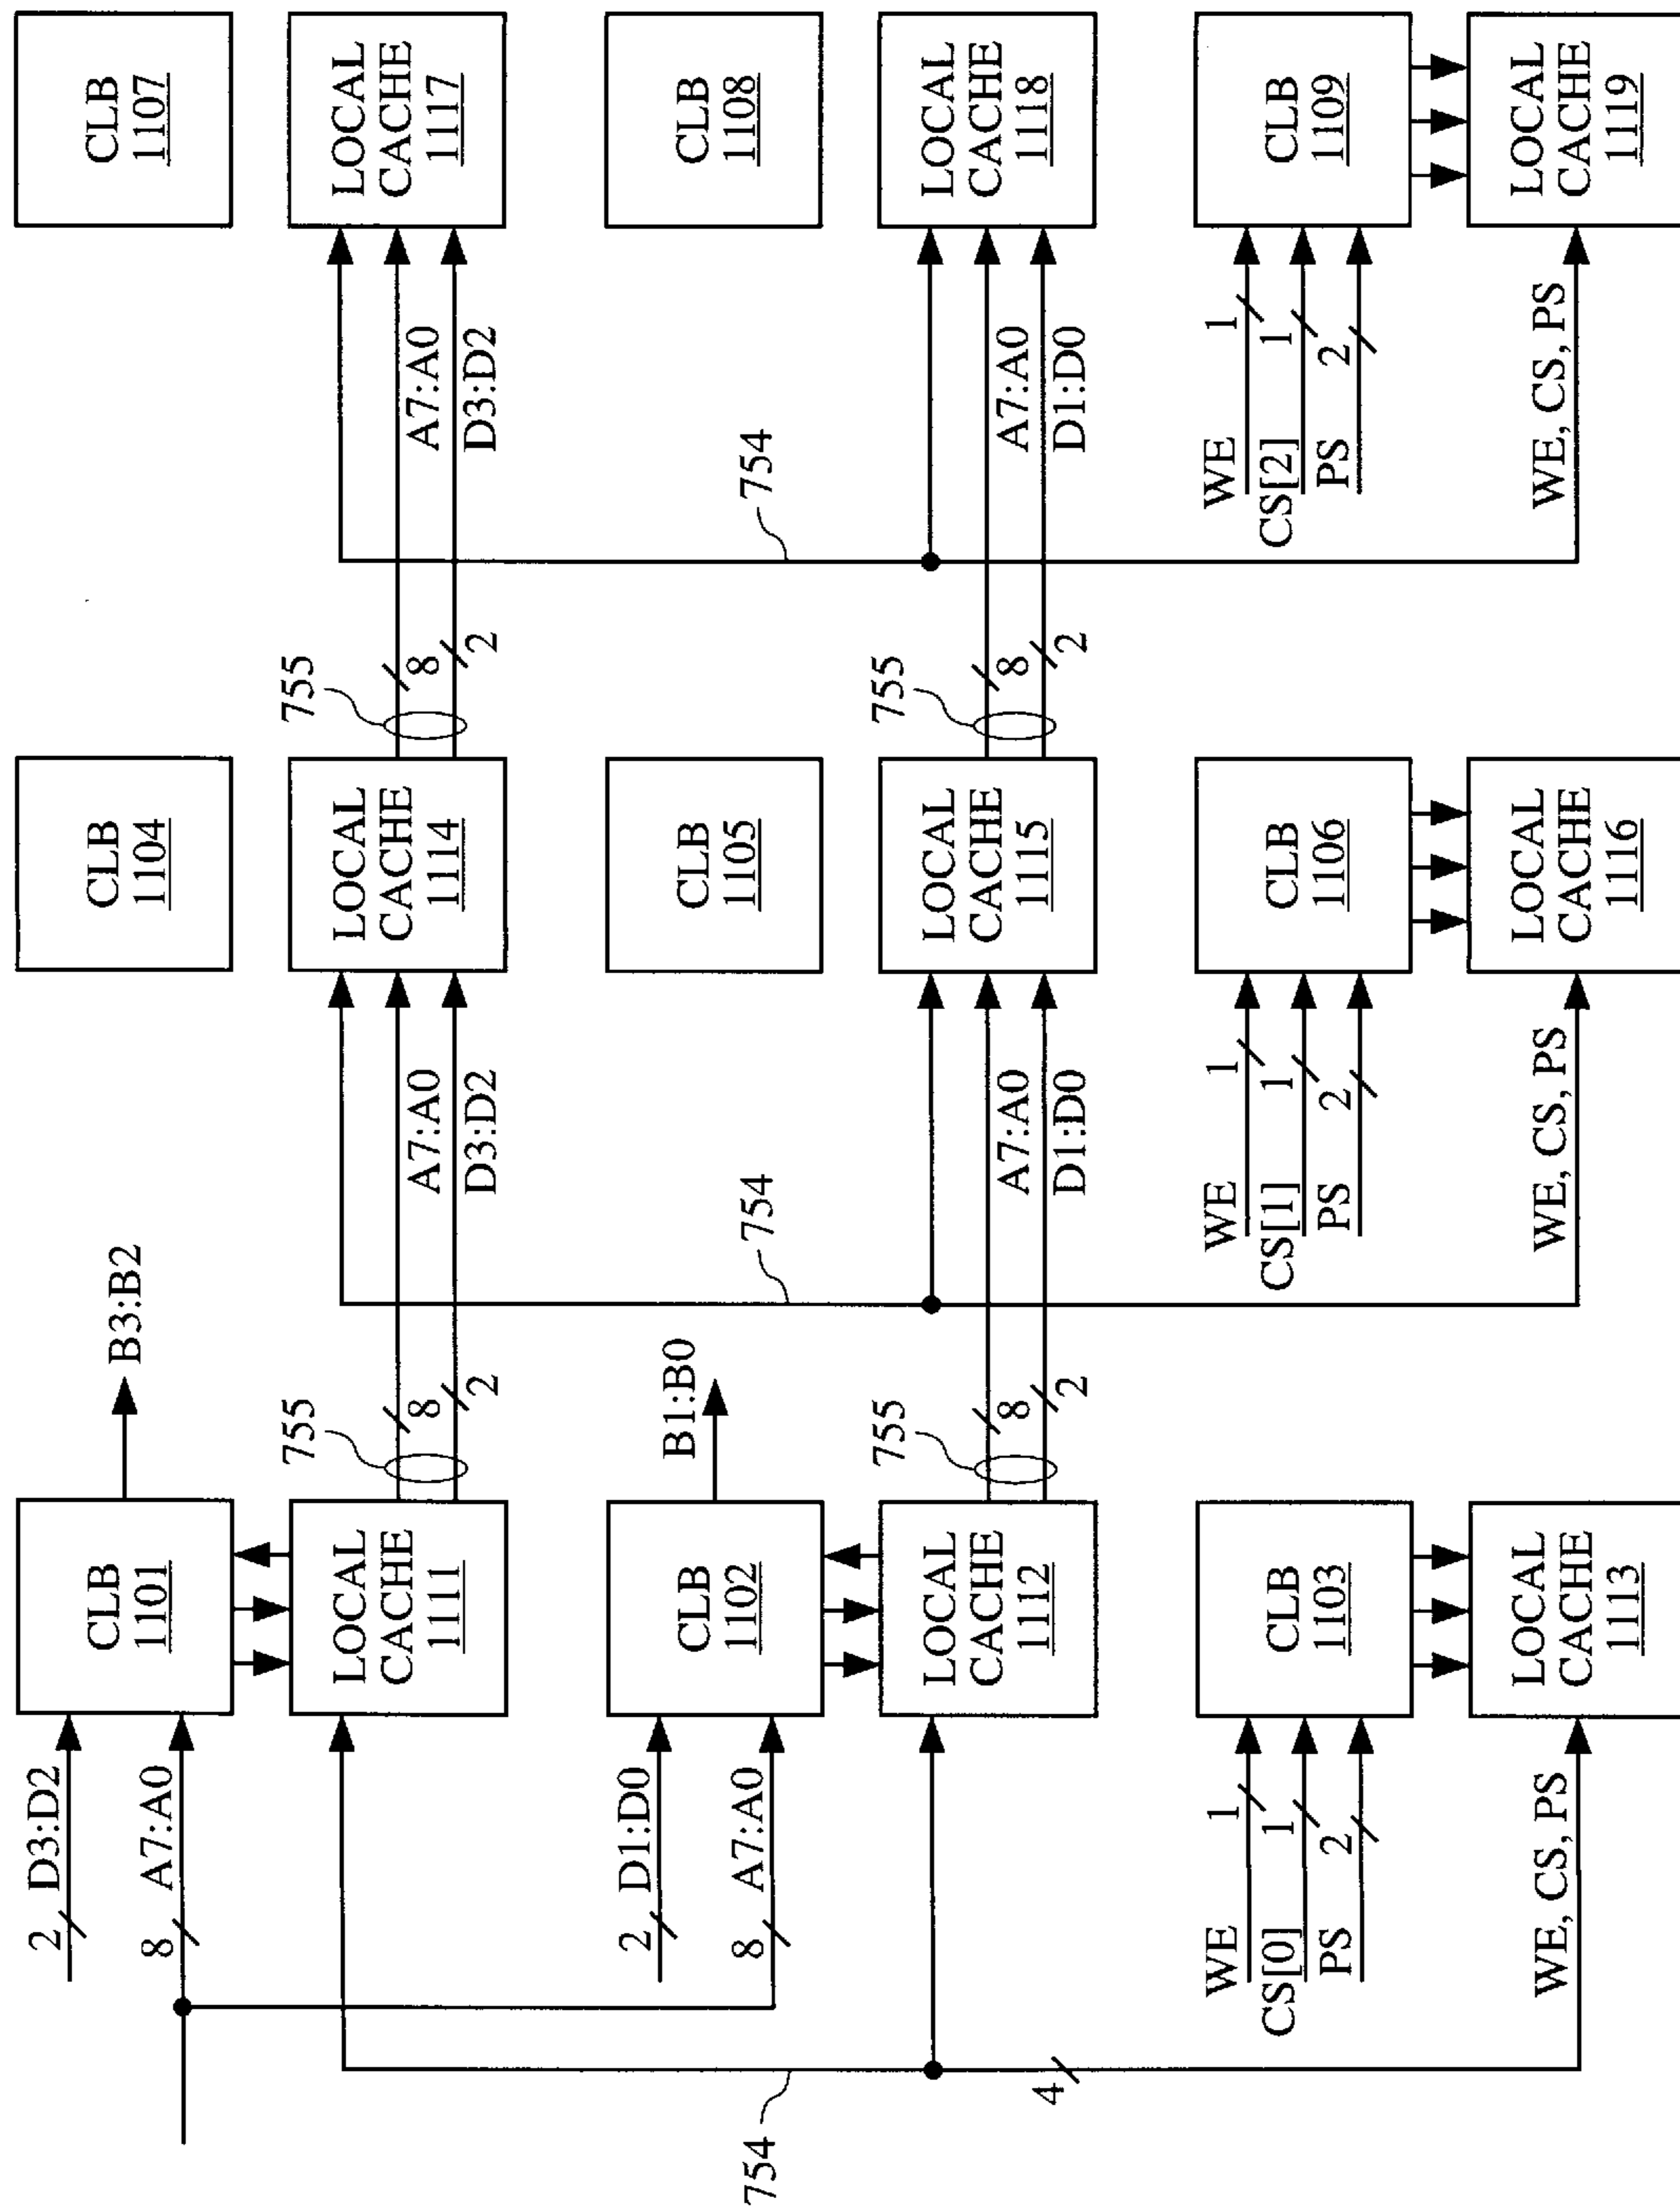 CLB
1101
CLB
1104
CLB
1107
2
D3:D2
B3:B2
8
A7:A0
LOCAL
CACHE
1111
755
8
2
A7:A0
D3:D2
LOCAL
CACHE
1114
755
8
2
A7:A0
D3:D2
LOCAL
CACHE
1117
CLB
1102
CLB
1105
CLB
1108
2
D1:D0
B1:B0
8
A7:A0
754
754
754
LOCAL
CACHE
1112
755
8
2
A7:A0
D1:D0
LOCAL
CACHE
1115
755
8
2
A7:A0
D1:D0
LOCAL
CACHE
1118
4
WE
1
CS[0]
1
PS
2
CLB
1103
WE
1
CS[1]
1
PS
2
CLB
1106
WE
1
CS[2]
1
PS
2
CLB
1109
WE, CS, PS
LOCAL
CACHE
1113
WE, CS, PS
LOCAL
CACHE
1116
WE, CS, PS
LOCAL
CACHE
1119